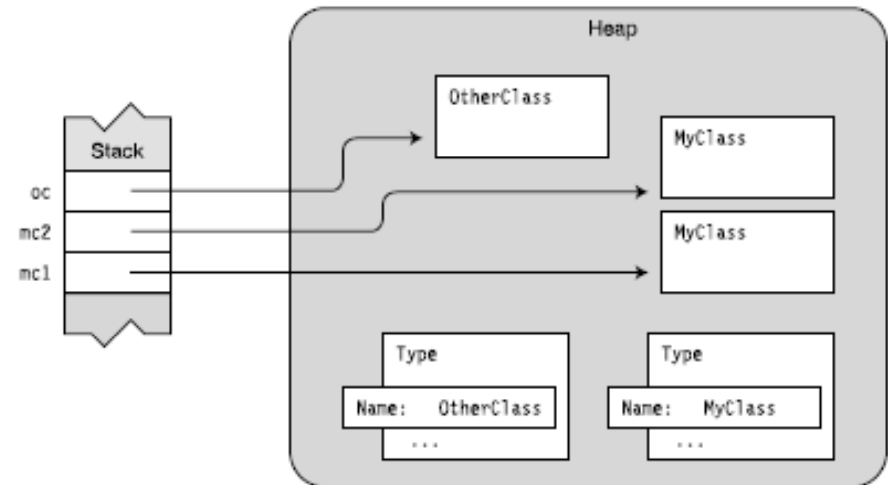 Heap
OtherClass
MyClass
Stack
oc
mc2
MyClass
mc1
Type
Name: OtherClass
...
Type
Name: MyClass
...